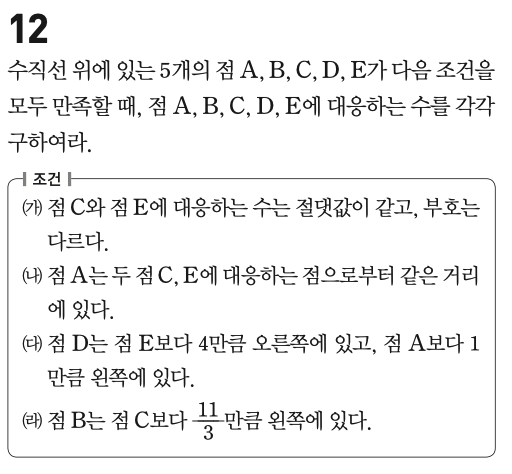 12
수직선 위에 있는 5개의 점 A, B, C, D, E가 다음 조건을
모두 만족할 때, 점 A, B, C, D, E에 대응하는 수를 각각
구하여라.
조건
㈎ 점 C와 점 E에 대응하는 수는 절댓값이 같고, 부호는
다르다.
㈏ 점 A는 두 점 C, E에 대응하는 점으로부터 같은 거리
에 있다.
㈐ 점 D는 점 E보다 4만큼 오른쪽에 있고, 점 A보다 1
만큼 왼쪽에 있다.
㈑ 점 B는 점 C보다 11/3만큼 왼쪽에 있다.